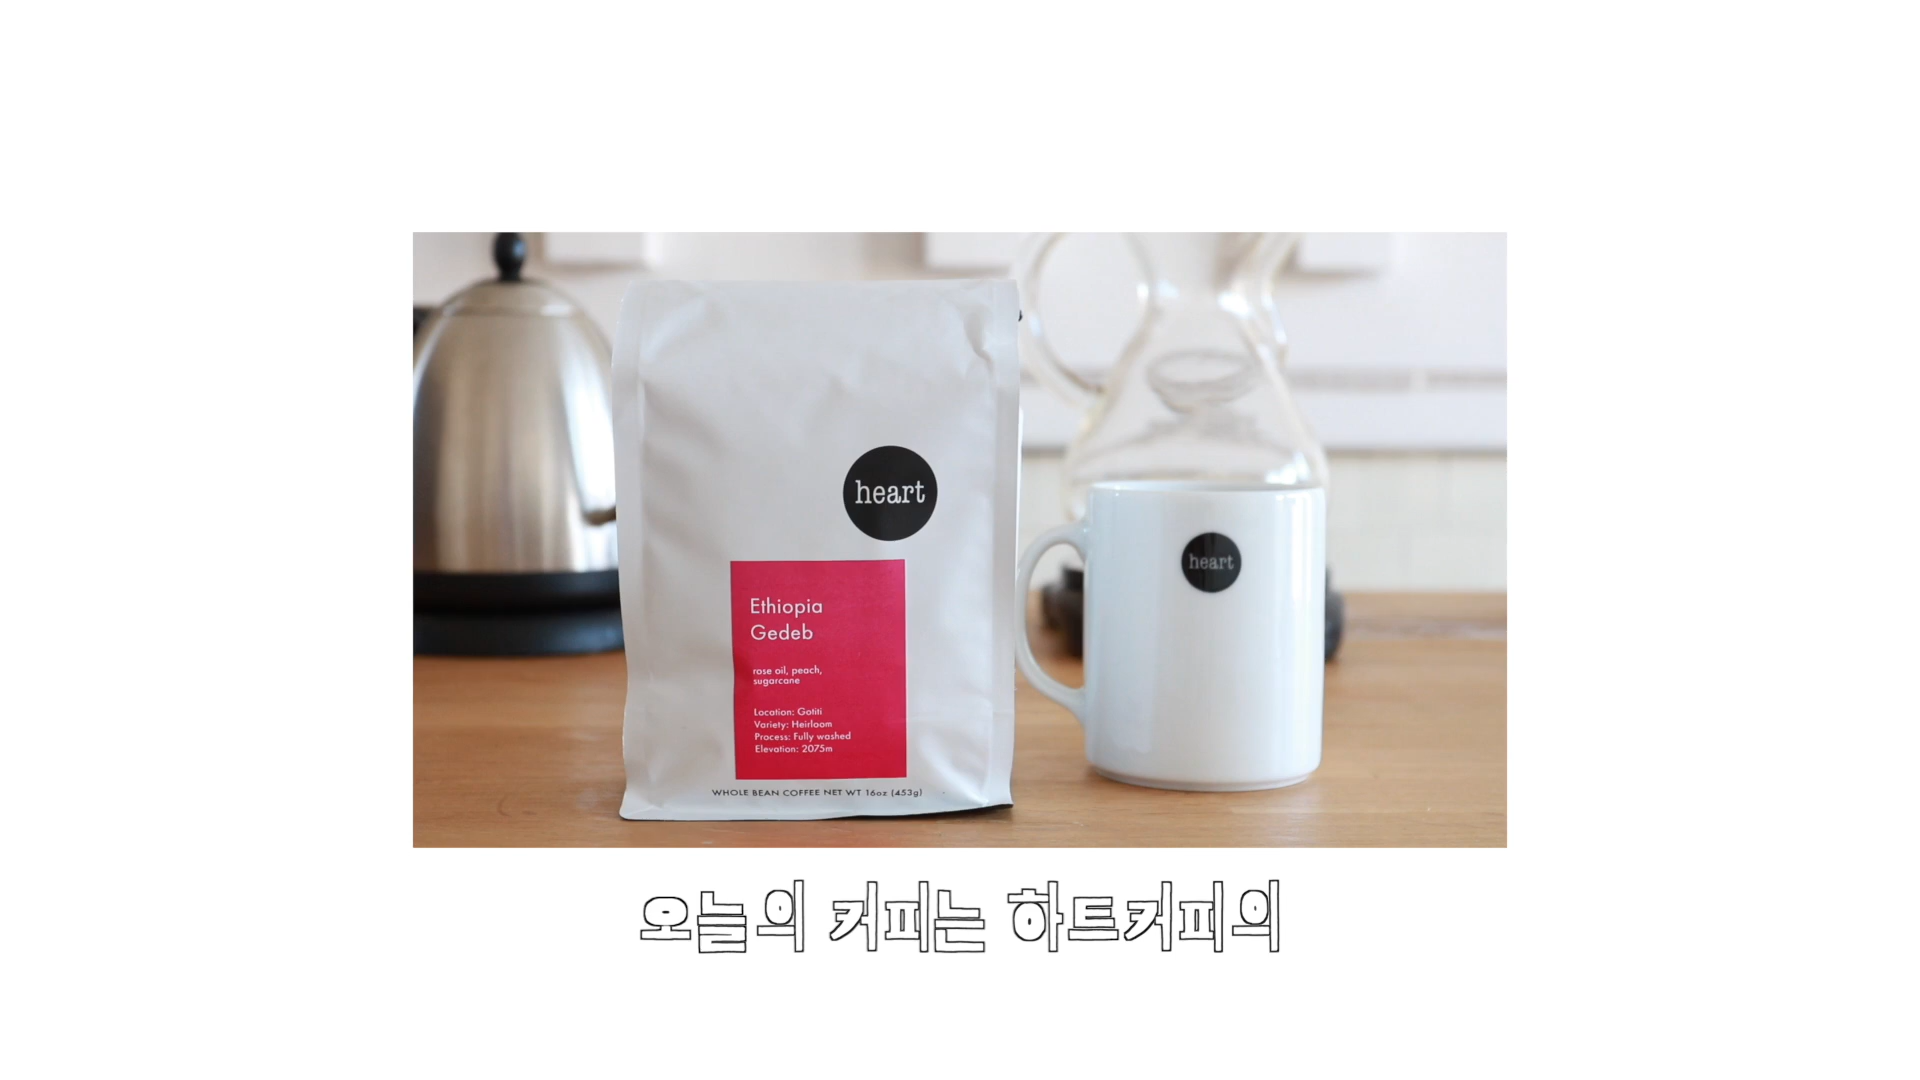 heart
heart
Ethiopia
Gedeb
rose oil, peach,
sugarcane
Location: Gotiti
Variety: Heirloom
Process: Fully washed
Elevation: 2075m
WHOLE BEAN COFFEE NET WT 16oz (453g)
오늘의 커피는 하트커피의